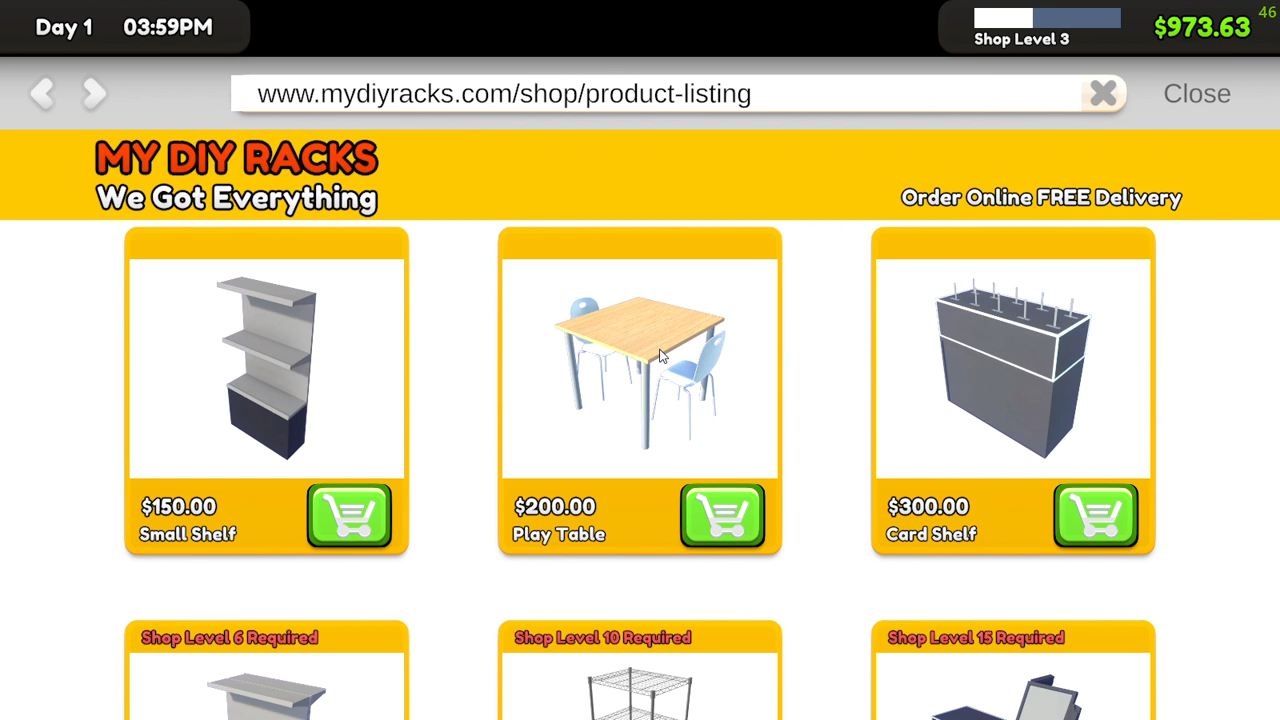 Day 1 03:59PM
46
$973.63
Shop Level 3
www.mydiyracks.com/shop/product-listing
Close
MY DIY RACKS
We Got Everything
Order Online FREE Delivery
$150.00
Small Shelf
$200.00
Play Table
$300.00
Card Shelf
Shop Level 6 Required
Shop Level 10 Required
Shop Level 15 Required